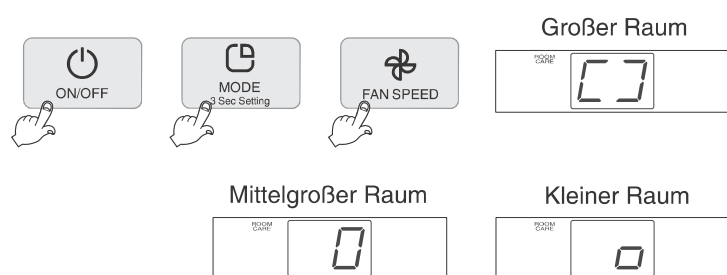 Großer Raum
ROOM
CARE
ON/OFF
MODE
3 Sec Setting
FAN SPEED
Mittelgroßer Raum
ROOM
CARE
Kleiner Raum
ROOM
CARE